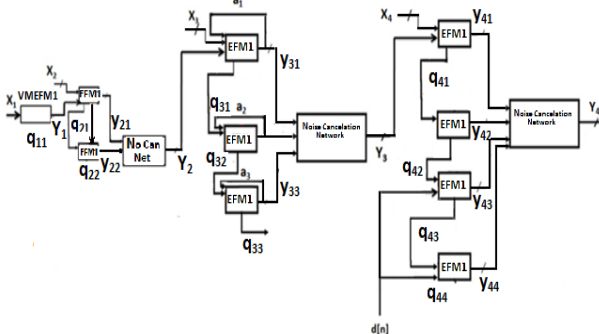 X1
VMEFM1
q11
X2
Y1
EFM1
q21
y21
EFM1
q22
y22
No Can
Net
Y2
X3
a1
EFM1
y31
q31
a2
EFM1
q32
a3
EFM1
y33
q33
Noise Cancelation
Network
Y3
X4
EFM1
y41
q41
EFM1
y42
q42
EFM1
y43
q43
EFM1
y44
q44
d[n]
Noise Cancelation
Network
Y4